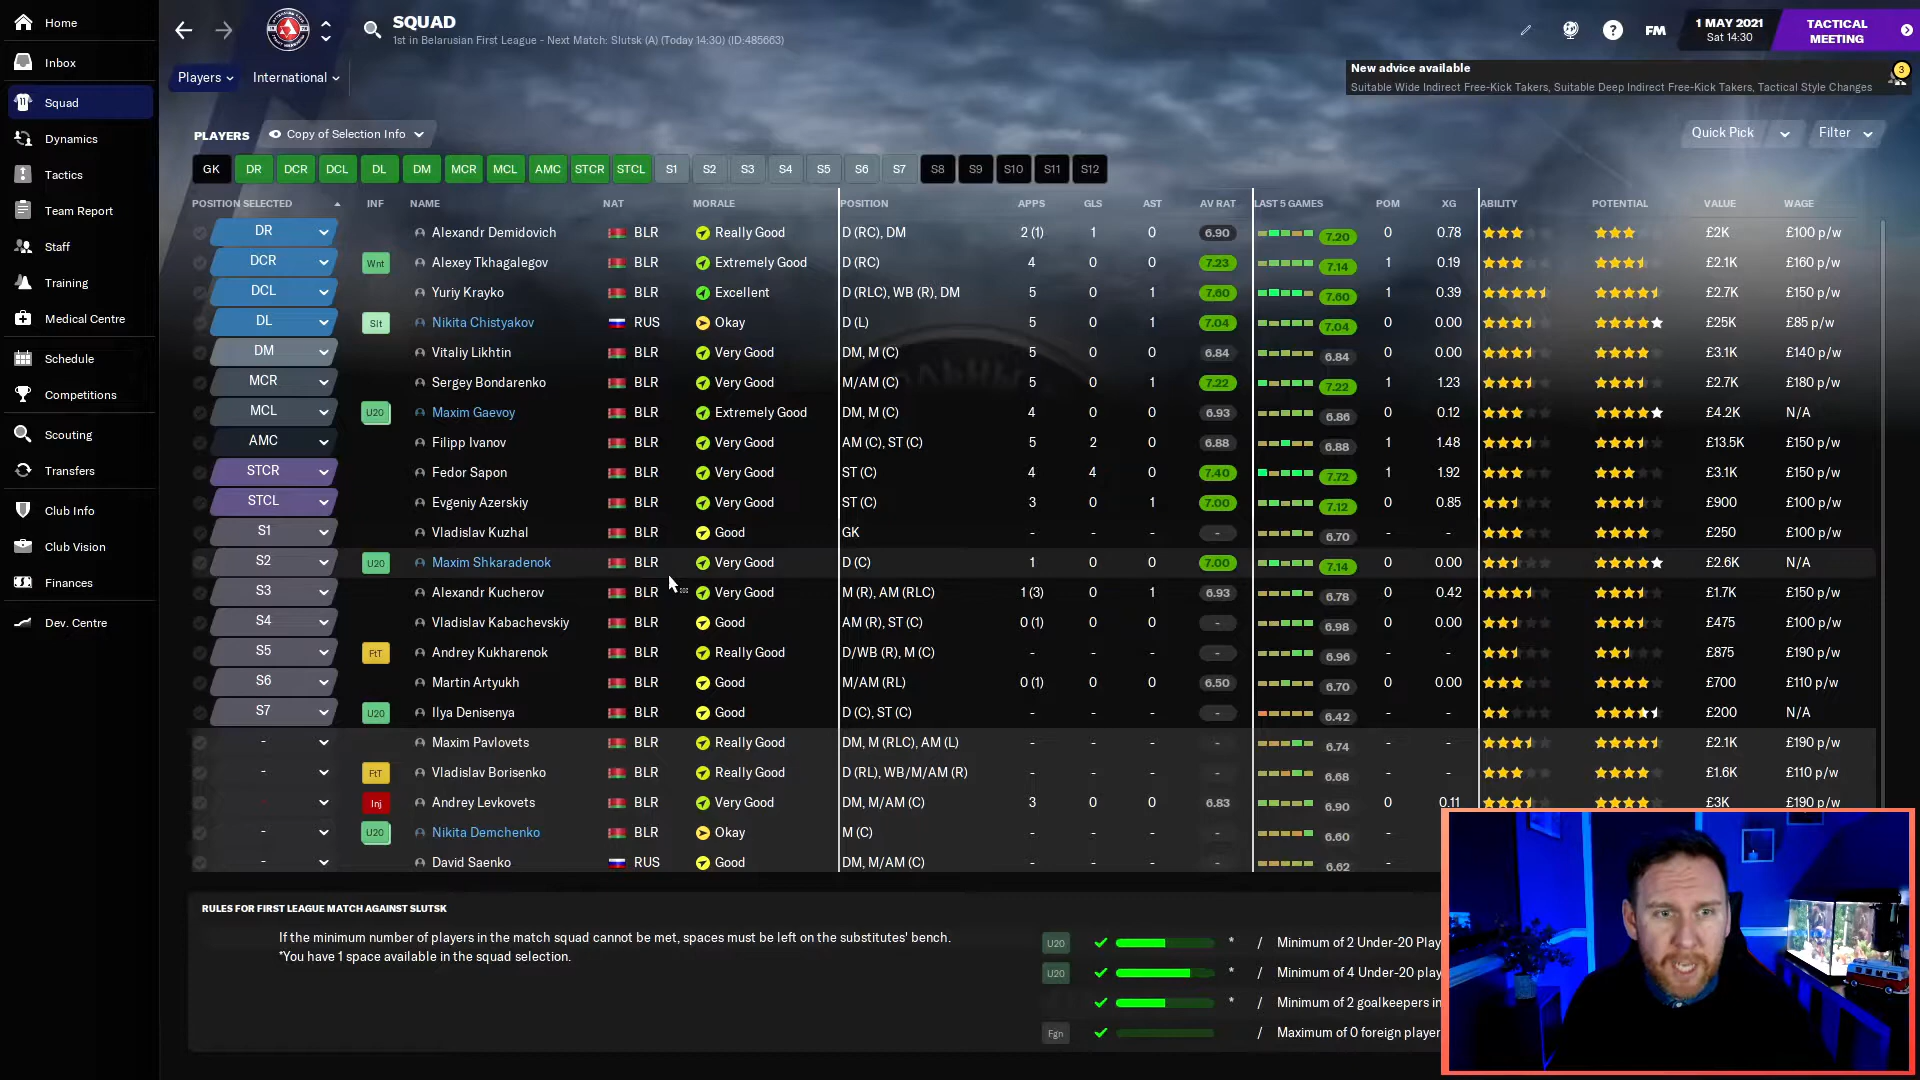 Home
Inbox
Squad
Dynamics
Tactics
Team Report
Staff
Training
Medical Centre
Schedule
Competitions
Scouting
Transfers
Club Info
Club Vision
Finances
Dev. Centre
SQUAD
1st in Belarusian First League - Next Match: Slutsk (A) (Today 14:30) (ID:485663)
FM
1 MAY 2021
Sat 14:30
TACTICAL MEETING
Players
International
New advice available
3
Suitable Wide Indirect Free-Kick Takers, Suitable Deep Indirect Free-Kick Takers, Tactical Style Changes
PLAYERS
Copy of Selection Info
Quick Pick
Filter
GK DR DCR DCL DL DM MCR MCL AMC STCR STCL S1 S2 S3 S4 S5 S6 S7 S8 S9 S10 S11 S12
POSITION SELECTED INF NAME NAT MORALE POSITION APPS GLS AST AV RAT LAST 5 GAMES POM XG ABILITY POTENTIAL VALUE WAGE
DR Alexandr Demidovich BLR Really Good D (RC), DM 2 (1) 1 0 6.90 7.20 0 0.78 £2K £100 p/w
DCR Wnt Alexey Tkhagalegov BLR Extremely Good D (RC) 4 0 0 7.23 7.14 1 0.19 £2.1K £160 p/w
DCL Yuriy Krayko BLR Excellent D (RLC), WB (R), DM 5 0 1 7.60 7.60 1 0.39 £2.7K £150 p/w
DL Slt Nikita Chistyakov RUS Okay D (L) 5 0 1 7.04 7.04 0 0.00 £25K £85 p/w
DM Vitaliy Likhtin BLR Very Good DM, M (C) 5 0 0 6.84 6.84 0 0.00 £3.1K £140 p/w
MCR Sergey Bondarenko BLR Very Good M/AM (C) 5 0 1 7.22 7.22 1 1.23 £2.7K £180 p/w
MCL U20 Maxim Gaevoy BLR Extremely Good DM, M (C) 4 0 0 6.93 6.86 0 0.12 £4.2K N/A
AMC Filipp Ivanov BLR Very Good AM (C), ST (C) 5 2 0 6.88 6.88 1 1.48 £13.5K £150 p/w
STCR Fedor Sapon BLR Very Good ST (C) 4 4 0 7.40 7.72 1 1.92 £3.1K £150 p/w
STCL Evgeniy Azerskiy BLR Very Good ST (C) 3 0 1 7.00 7.12 0 0.85 £900 £100 p/w
S1 Vladislav Kuzhal BLR Good GK - - - - 6.70 - - £250 £100 p/w
S2 U20 Maxim Shkaradenok BLR Very Good D (C) 1 0 0 7.00 7.14 0 0.00 £2.6K N/A
S3 Alexandr Kucherov BLR Very Good M (R), AM (RLC) 1 (3) 0 1 6.93 6.78 0 0.42 £1.7K £150 p/w
S4 Vladislav Kabachevskiy BLR Good AM (R), ST (C) 0 (1) 0 0 - 6.98 0 0.00 £475 £100 p/w
S5 FtT Andrey Kukharenok BLR Really Good D/WB (R), M (C) - - - - 6.96 - - £875 £190 p/w
S6 Martin Artyukh BLR Good M/AM (RL) 0 (1) 0 0 6.50 6.70 0 0.00 £700 £110 p/w
S7 U20 Ilya Denisenya BLR Good D (C), ST (C) - - - - 6.42 - - £200 N/A
- Maxim Pavlovets BLR Really Good DM, M (RLC), AM (L) - - - - 6.74 - - £2.1K £190 p/w
- FtT Vladislav Borisenko BLR Really Good D (RL), WB/M/AM (R) - - - - 6.68 - - £1.6K £110 p/w
- Inj Andrey Levkovets BLR Very Good DM, M/AM (C) 3 0 0 6.83 6.90 0 0.11 £3K £190 p/w
- U20 Nikita Demchenko BLR Okay M (C) - - - - 6.60 -
- David Saenko RUS Good DM, M/AM (C) - - - - 6.62 -
RULES FOR FIRST LEAGUE MATCH AGAINST SLUTSK
If the minimum number of players in the match squad cannot be met, spaces must be left on the substitutes' bench.
*You have 1 space available in the squad selection.
U20 * / Minimum of 2 Under-20 Play
U20 * / Minimum of 4 Under-20 play
* / Minimum of 2 goalkeepers in
Fgn / Maximum of 0 foreign player